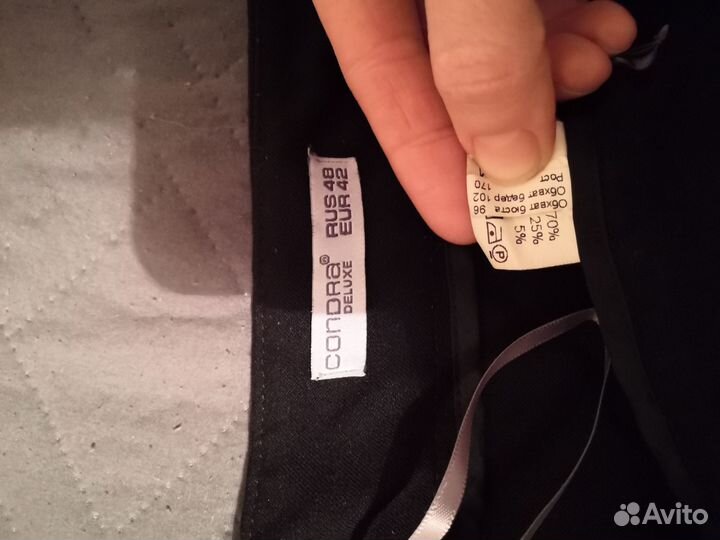 conDRa®
DELUXE
RUS 48
EUR 42
Рост
170
Обхват бедер 102
Обхват бюста 96
70%
25%
5%
P
Avito